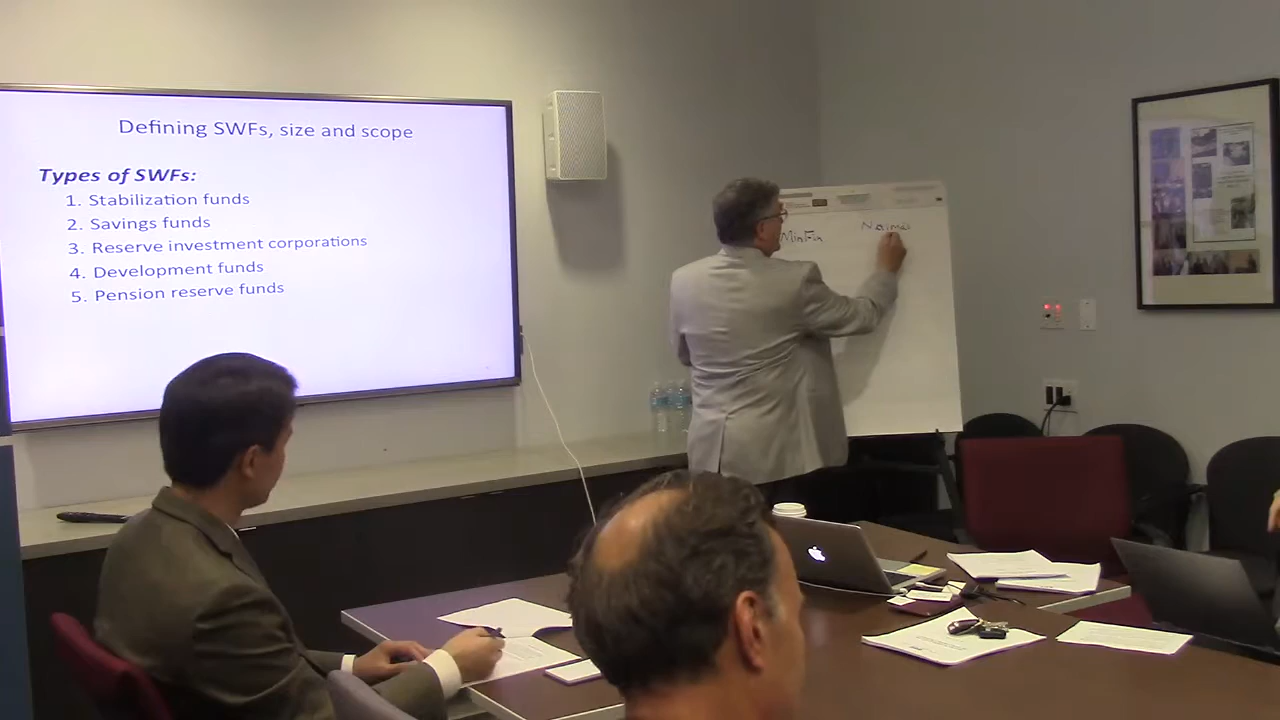 Defining SWFs, size and scope
Types of SWFs:
1. Stabilization funds
2. Savings funds
3. Reserve investment corporations
4. Development funds
5. Pension reserve funds
MinFin